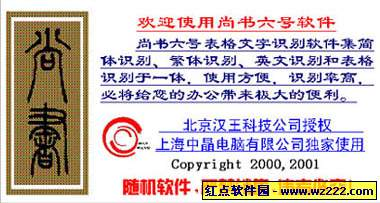 欢迎使用尚书六号软件
尚书六号表格文字识别软件集简
体识别、繁体识别、英文识别和表格
识别于一体,使用方便,识别率高,
必将给您的办公带来极大的便利。
尚書
北京汉王科技公司授权
上海中晶电脑有限公司独家使用
Copyright 2000,2001
随机软件
红点软件园-www.wz222.com